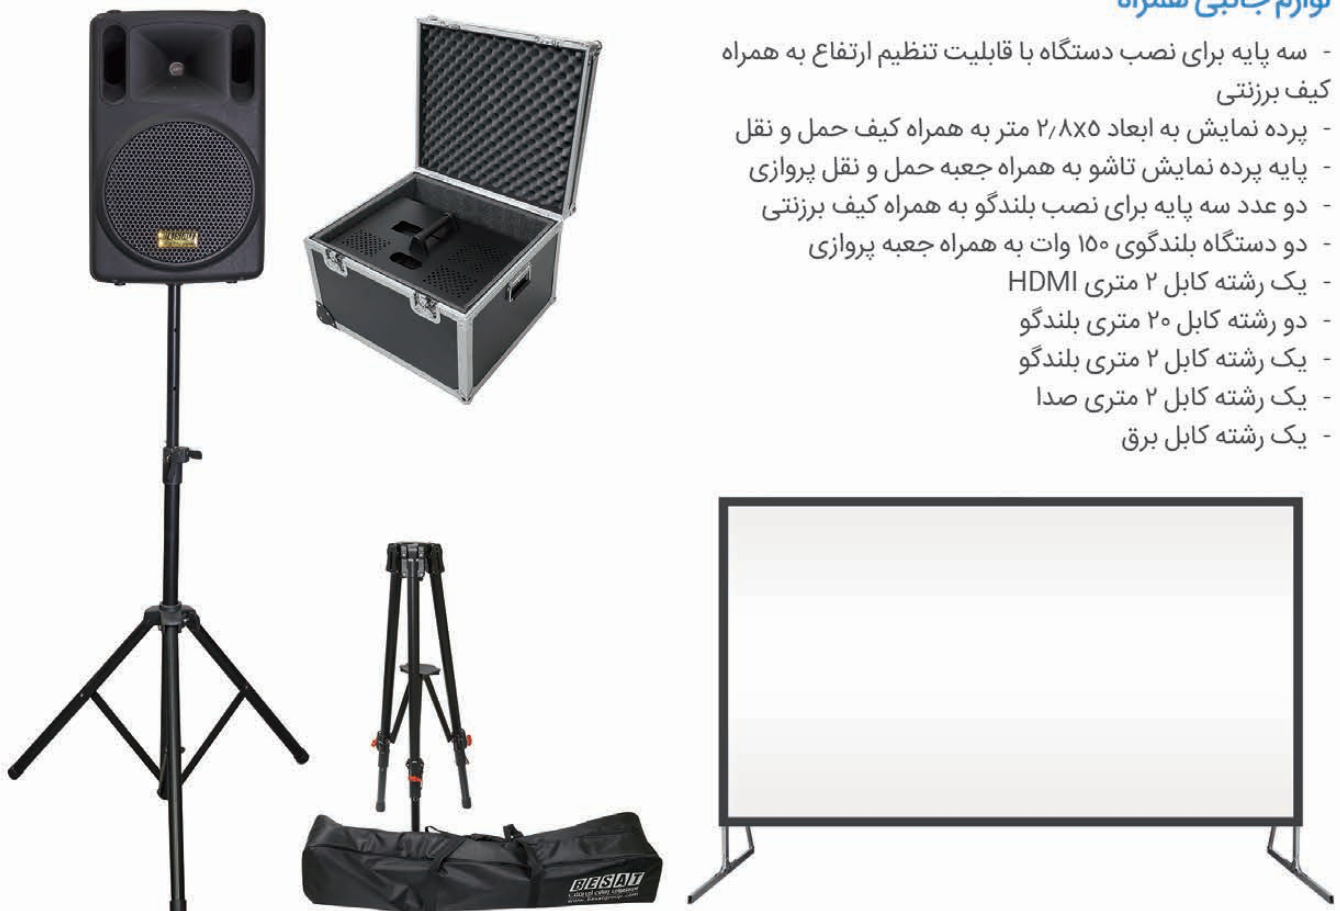 لوازم جانبی همراه
- سه پایه برای نصب دستگاه با قابلیت تنظیم ارتفاع به همراه
کیف برزنتی
- پرده نمایش به ابعاد ۲٫۸x۵ متر به همراه کیف حمل و نقل
- پایه پرده نمایش تاشو به همراه جعبه حمل و نقل پروازی
- دو عدد سه پایه برای نصب بلندگو به همراه کیف برزنتی
- دو دستگاه بلندگوی ۱۵۰ وات به همراه جعبه پروازی
- یک رشته کابل ۲ متری HDMI
- دو رشته کابل ۲۰ متری بلندگو
- یک رشته کابل ۲ متری بلندگو
- یک رشته کابل ۲ متری صدا
- یک رشته کابل برق
BESAT